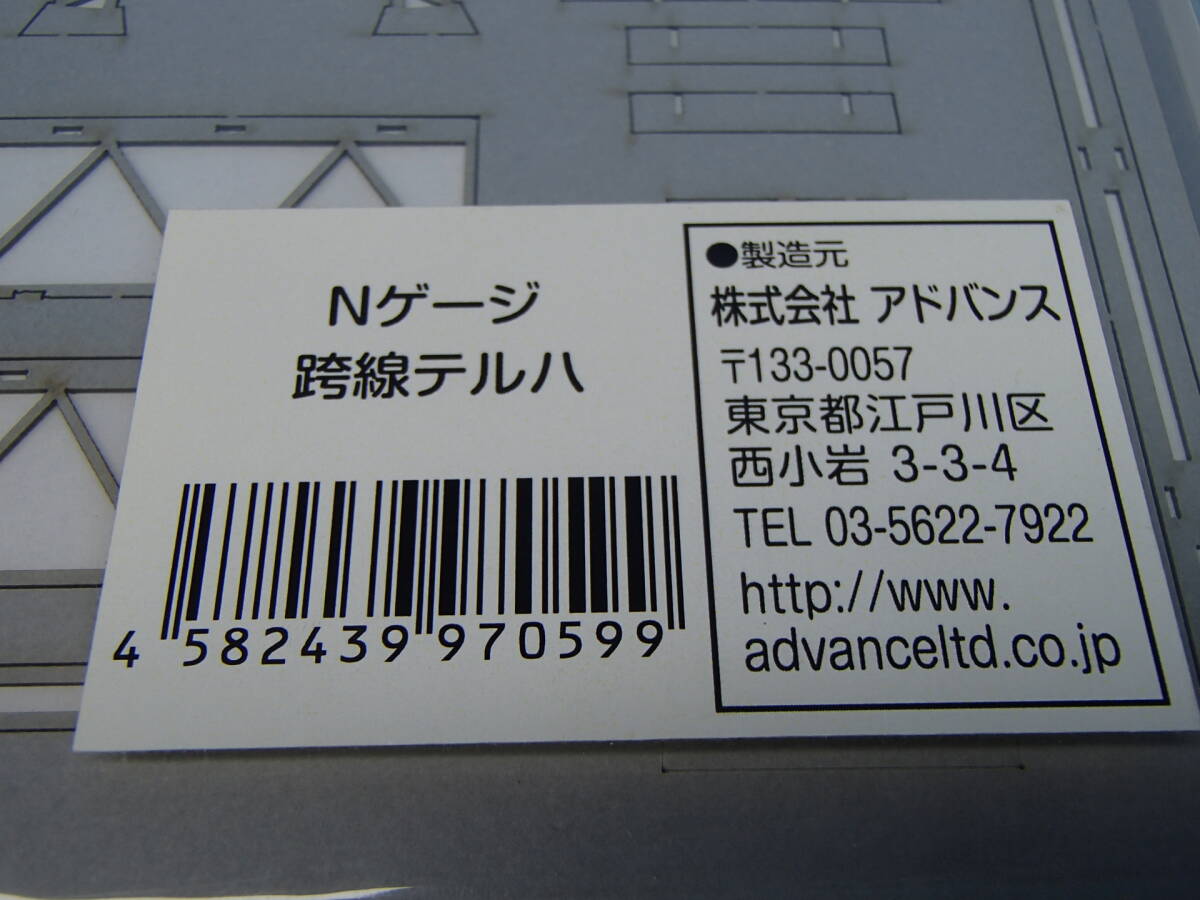 Nゲージ
跨線テルハ
4 582439 970599
●製造元
株式会社 アドバンス
〒133-0057
東京都江戸川区
西小岩 3-3-4
TEL 03-5622-7922
http://www.
advanceltd.co.jp